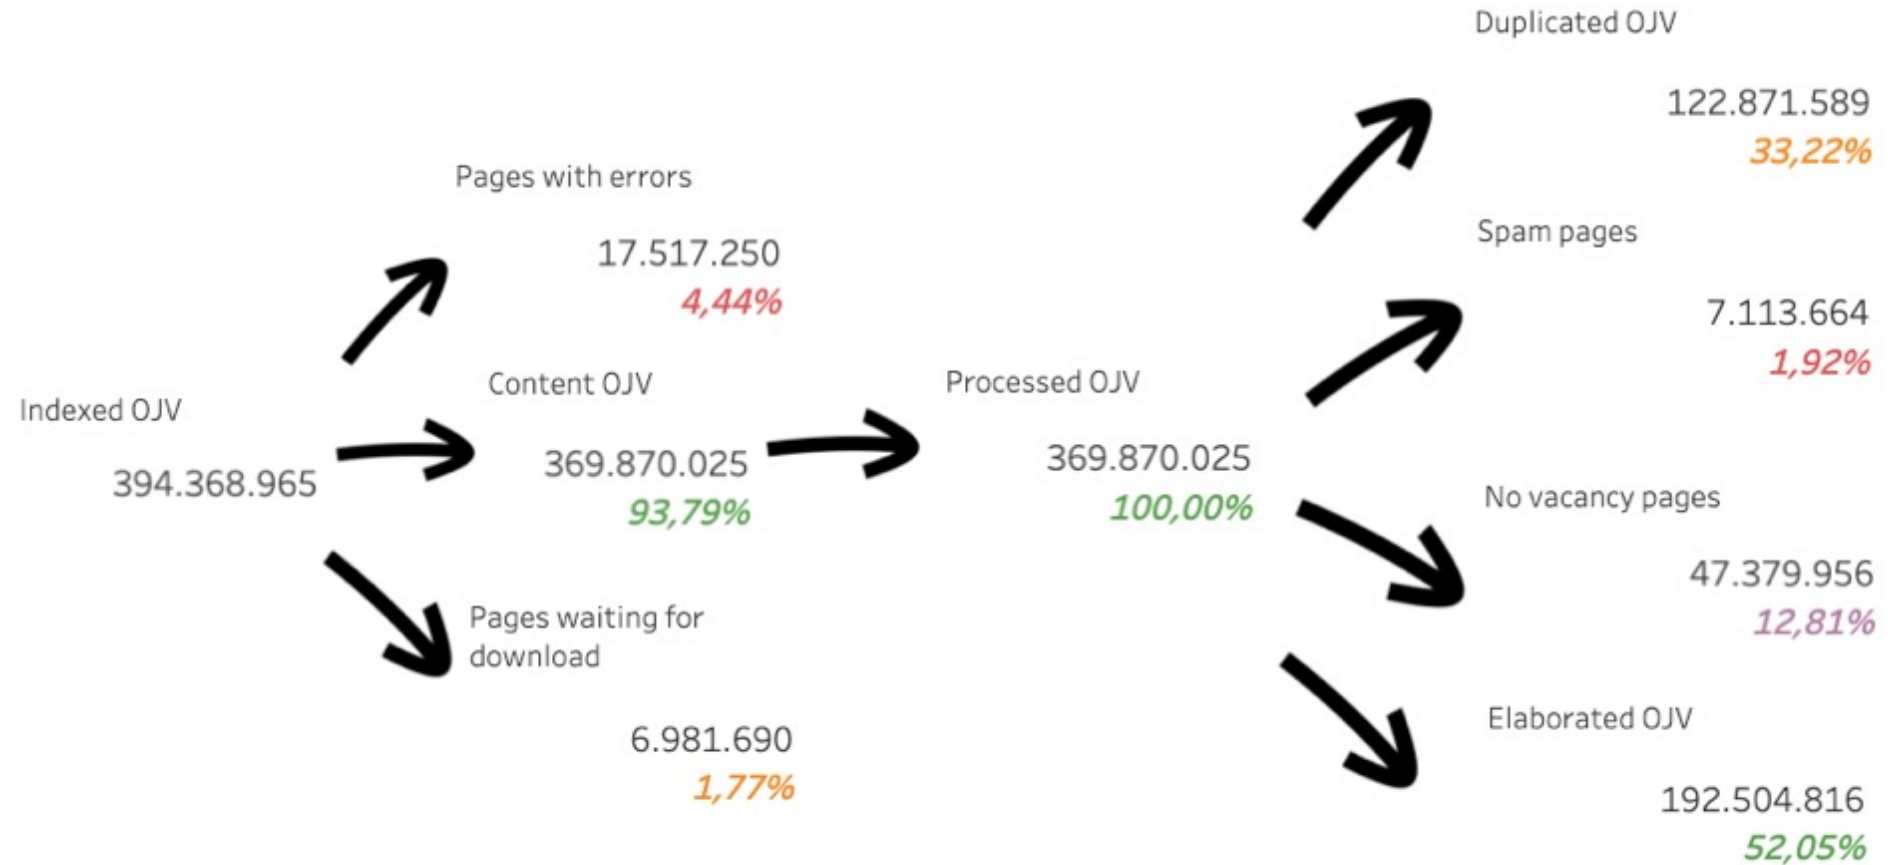 Indexed OJV
394.368.965
Pages with errors
17.517.250
4,44%
Content OJV
369.870.025
93,79%
Pages waiting for
download
6.981.690
1,77%
Processed OJV
369.870.025
100,00%
Duplicated OJV
122.871.589
33,22%
Spam pages
7.113.664
1,92%
No vacancy pages
47.379.956
12,81%
Elaborated OJV
192.504.816
52,05%